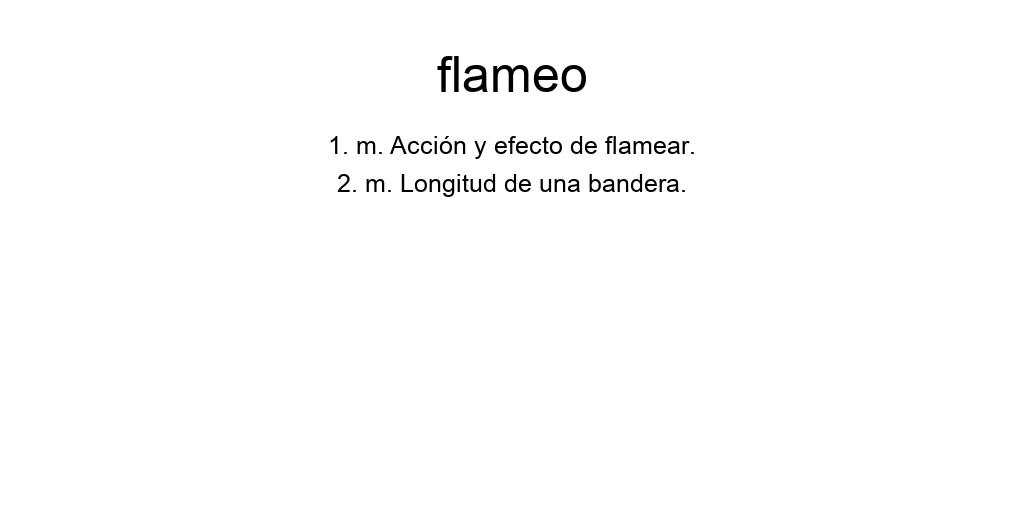 flameo
1. m. Acción y efecto de flamear.
2. m. Longitud de una bandera.